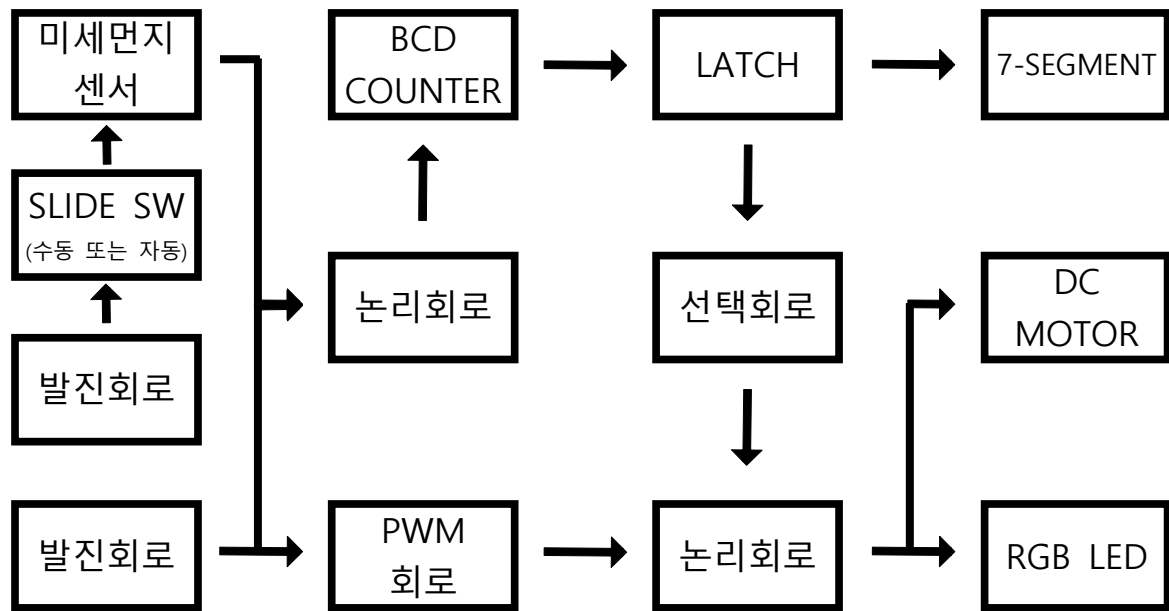 미세먼지
센서
BCD
COUNTER
LATCH
7-SEGMENT
SLIDE SW
(수동 또는 자동)
논리회로
선택회로
DC
MOTOR
발진회로
발진회로
PWM
회로
논리회로
RGB LED